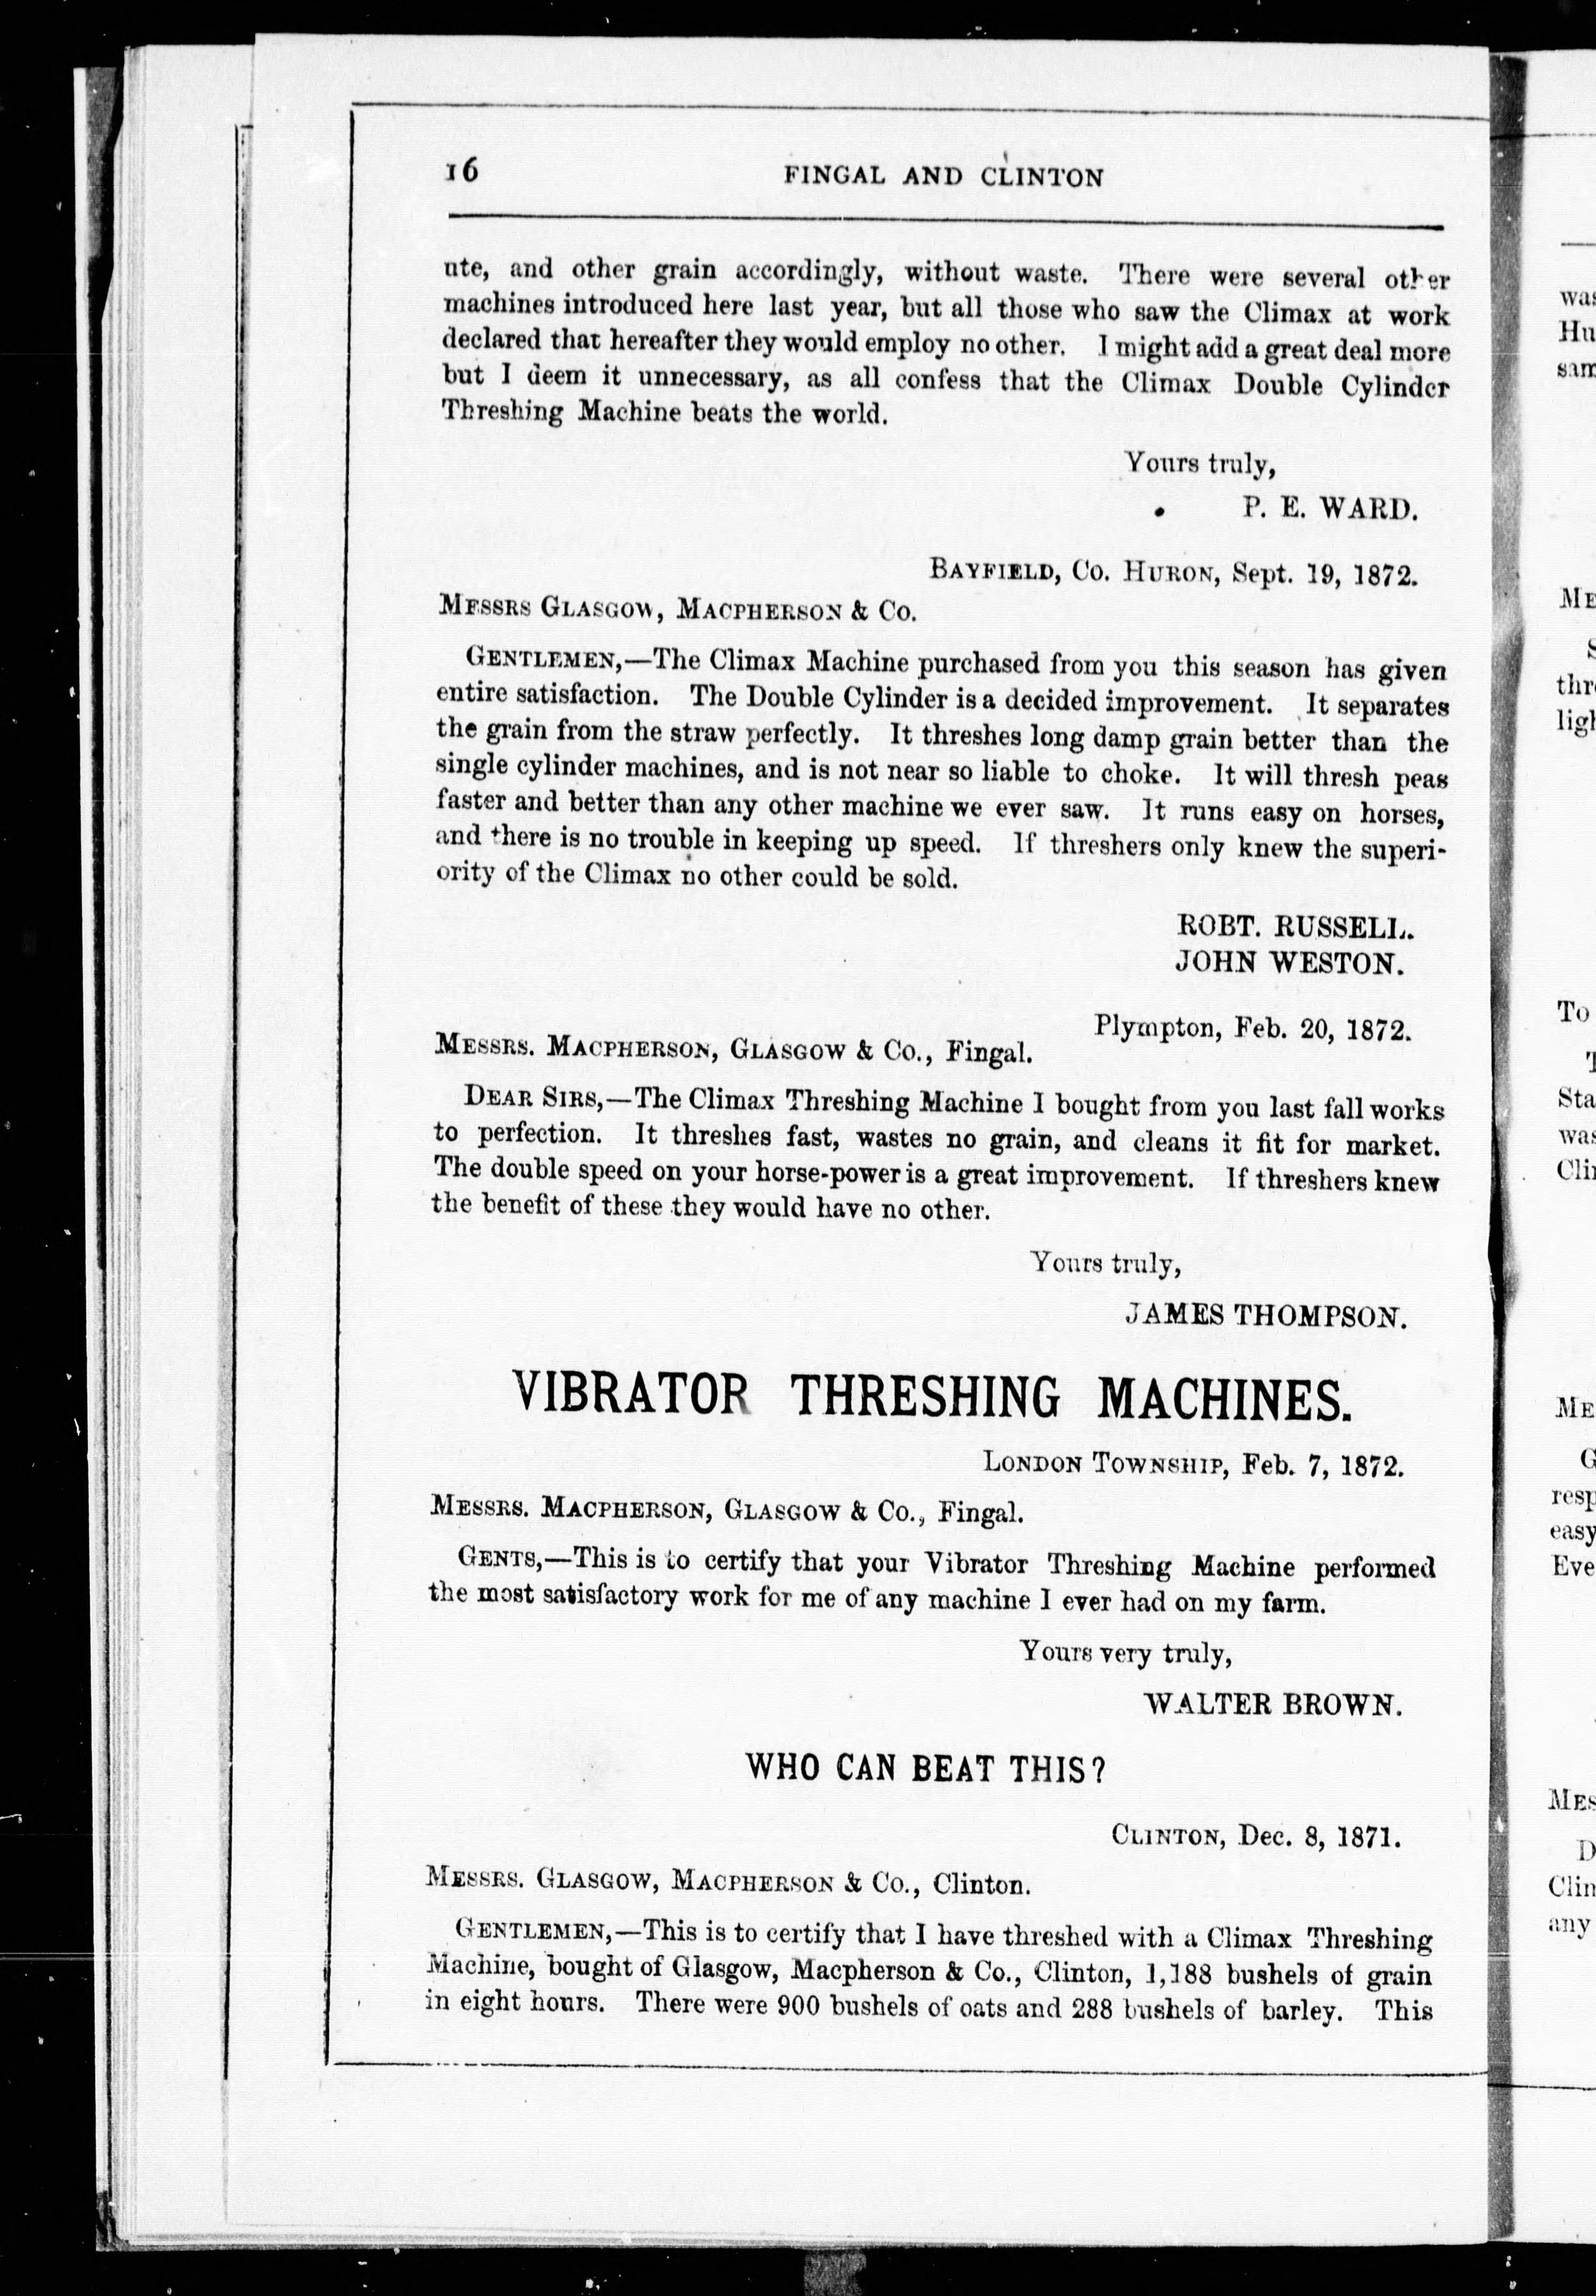 16 FINGAL AND CLINTON
ute, and other grain accordingly, without waste. There were several other
machines introduced here last year, but all those who saw the Climax at work
declared that hereafter they would employ no other. I might add a great deal more
but I deem it unnecessary, as all confess that the Climax Double Cylinder
Threshing Machine beats the world.
Yours truly,
P. E. WARD.
BAYFIELD, Co. HURON, Sept. 19, 1872.
MESSRS GLASGOW, MACPHERSON & Co.
GENTLEMEN,—The Climax Machine purchased from you this season has given
entire satisfaction. The Double Cylinder is a decided improvement. It separates
the grain from the straw perfectly. It threshes long damp grain better than the
single cylinder machines, and is not near so liable to choke. It will thresh peas
faster and better than any other machine we ever saw. It runs easy on horses,
and there is no trouble in keeping up speed. If threshers only knew the superi-
ority of the Climax no other could be sold.
ROBT. RUSSELL.
JOHN WESTON.
Plympton, Feb. 20, 1872.
MESSRS. MACPHERSON, GLASGOW & Co., Fingal.
DEAR SIRS,—The Climax Threshing Machine I bought from you last fall works
to perfection. It threshes fast, wastes no grain, and cleans it fit for market.
The double speed on your horse-power is a great improvement. If threshers knew
the benefit of these they would have no other.
Yours truly,
JAMES THOMPSON.
VIBRATOR THRESHING MACHINES.
LONDON TOWNSHIP, Feb. 7, 1872.
MESSRS. MACPHERSON, GLASGOW & Co., Fingal.
GENTS,—This is to certify that your Vibrator Threshing Machine performed
the most satisfactory work for me of any machine I ever had on my farm.
Yours very truly,
WALTER BROWN.
WHO CAN BEAT THIS?
CLINTON, Dec. 8, 1871.
MESSRS. GLASGOW, MACPHERSON & Co., Clinton.
GENTLEMEN,—This is to certify that I have threshed with a Climax Threshing
Machine, bought of Glasgow, Macpherson & Co., Clinton, 1,188 bushels of grain
in eight hours. There were 900 bushels of oats and 288 bushels of barley. This